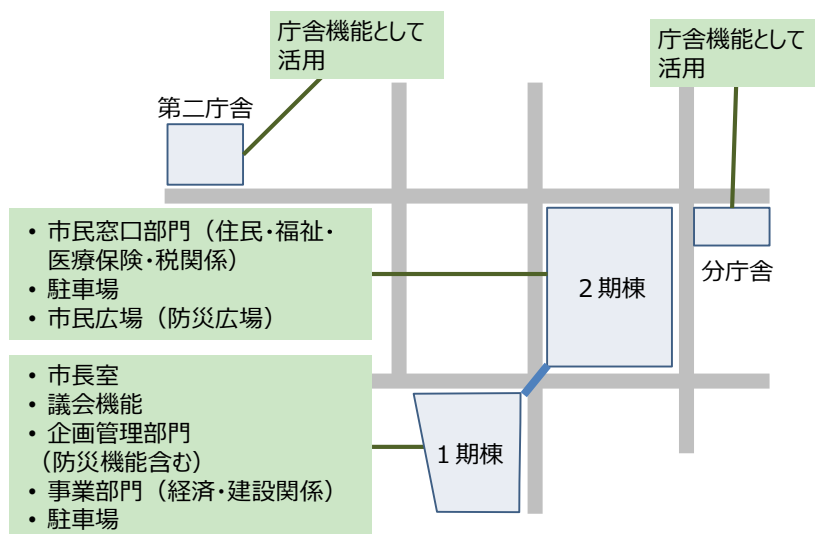 庁舎機能として
活用
庁舎機能として
活用
第二庁舎
• 市民窓口部門（住民・福祉・
医療保険・税関係）
• 駐車場
• 市民広場（防災広場）
２期棟
分庁舎
• 市長室
• 議会機能
• 企画管理部門
（防災機能含む）
• 事業部門（経済・建設関係）
• 駐車場
１期棟